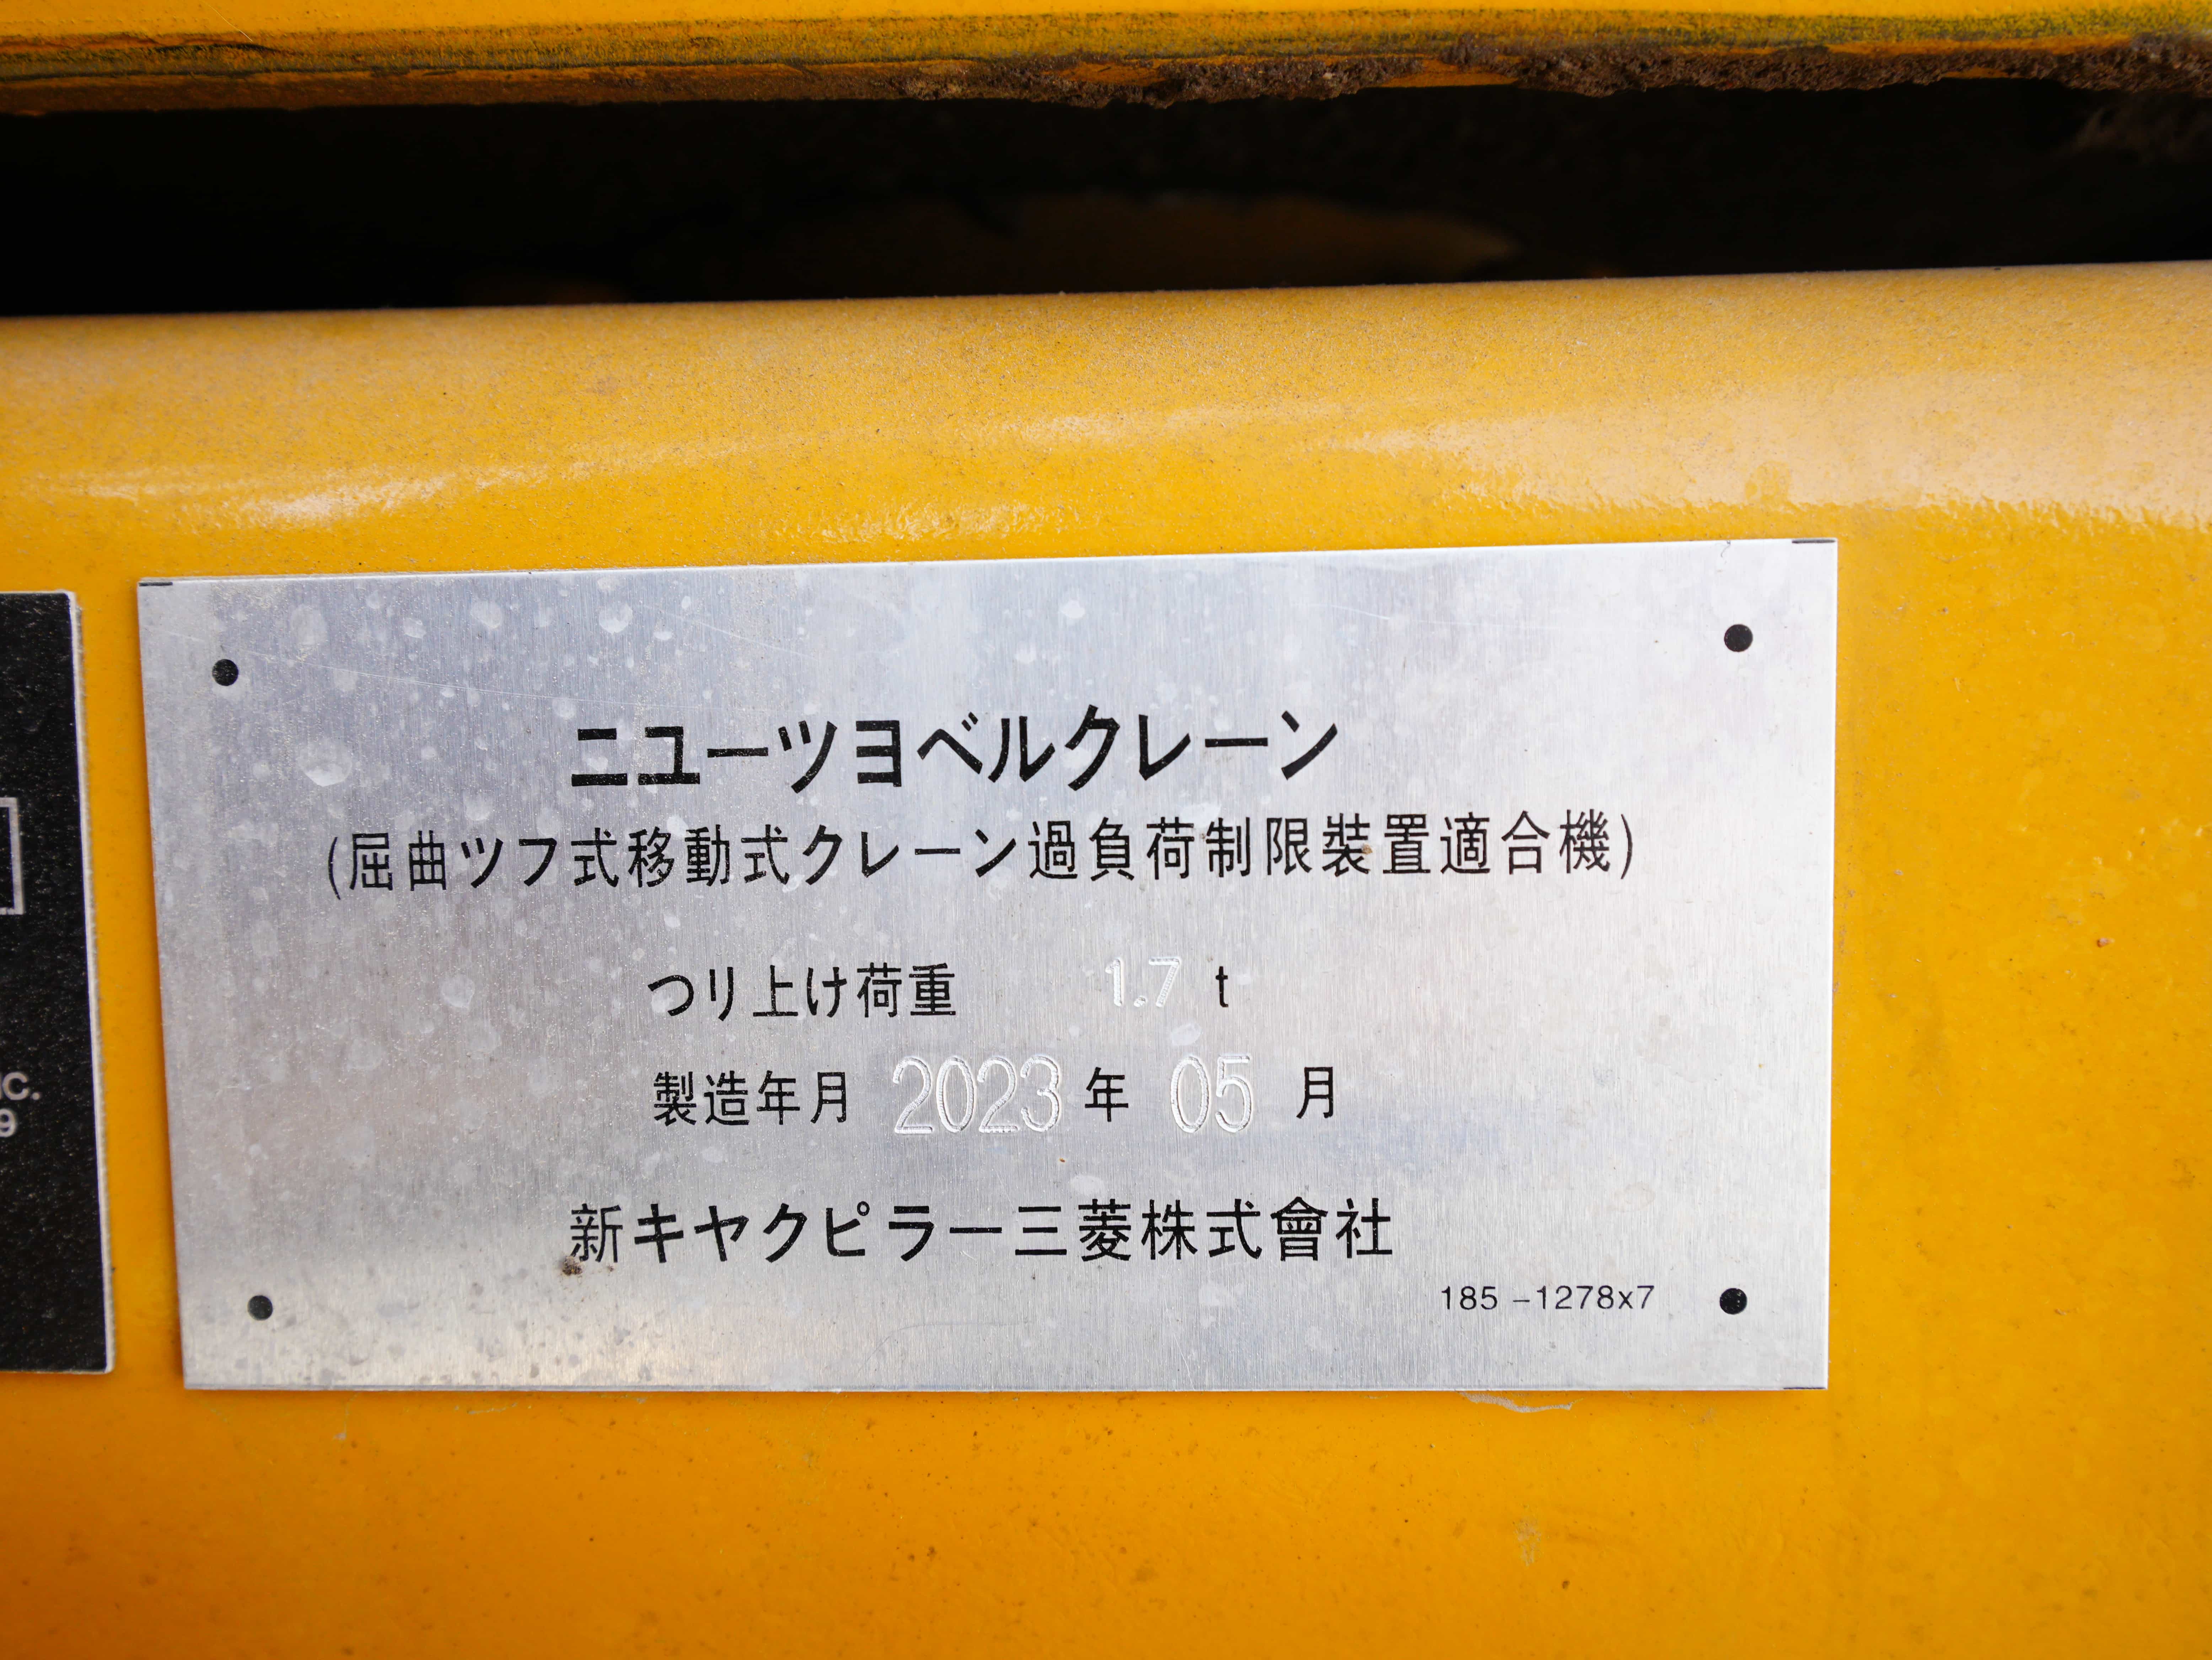 ニユーツヨベルクレーン
(屈曲ツフ式移動式クレーン過負荷制限装置適合機)
つり上け荷重 1.7 t
製造年月 2023 年 05 月
新キヤクピラー三菱株式會社
185 -1278x7
IC.
9